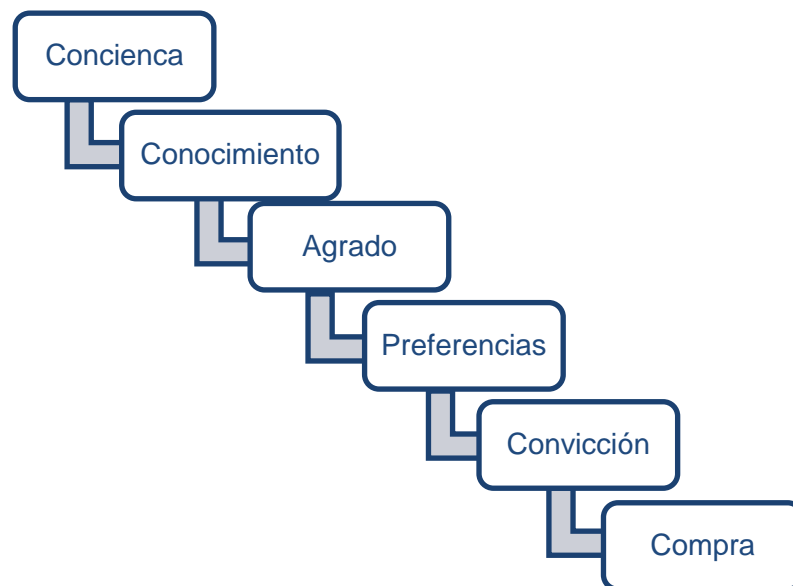 Concienca
Conocimiento
Agrado
Preferencias
Convicción
Compra